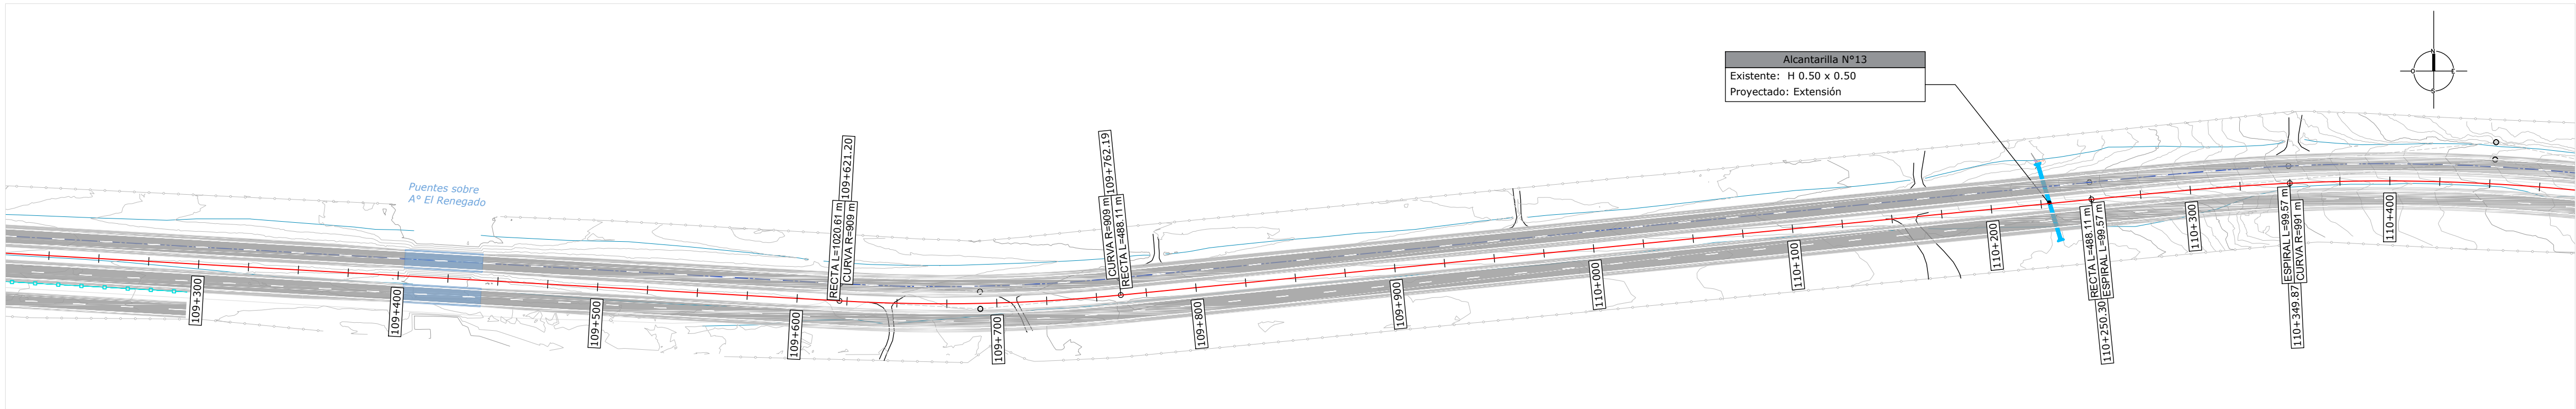 Alcantarilla N°13
Existente: H 0.50 x 0.50
Proyectado: Extensión
N
Puentes sobre
A° El Renegado
109+300
109+400
109+500
109+600
RECTA L=1020.61 m
CURVA R=909 m
109+621.20
109+700
CURVA R=909 m
RECTA L=488.11 m
109+762.19
109+800
109+900
110+000
110+100
110+200
RECTA L=488.11 m
ESPIRAL L=99.57 m
110+250.30
110+300
ESPIRAL L=99.57 m
CURVA R=991 m
110+349.87
110+400